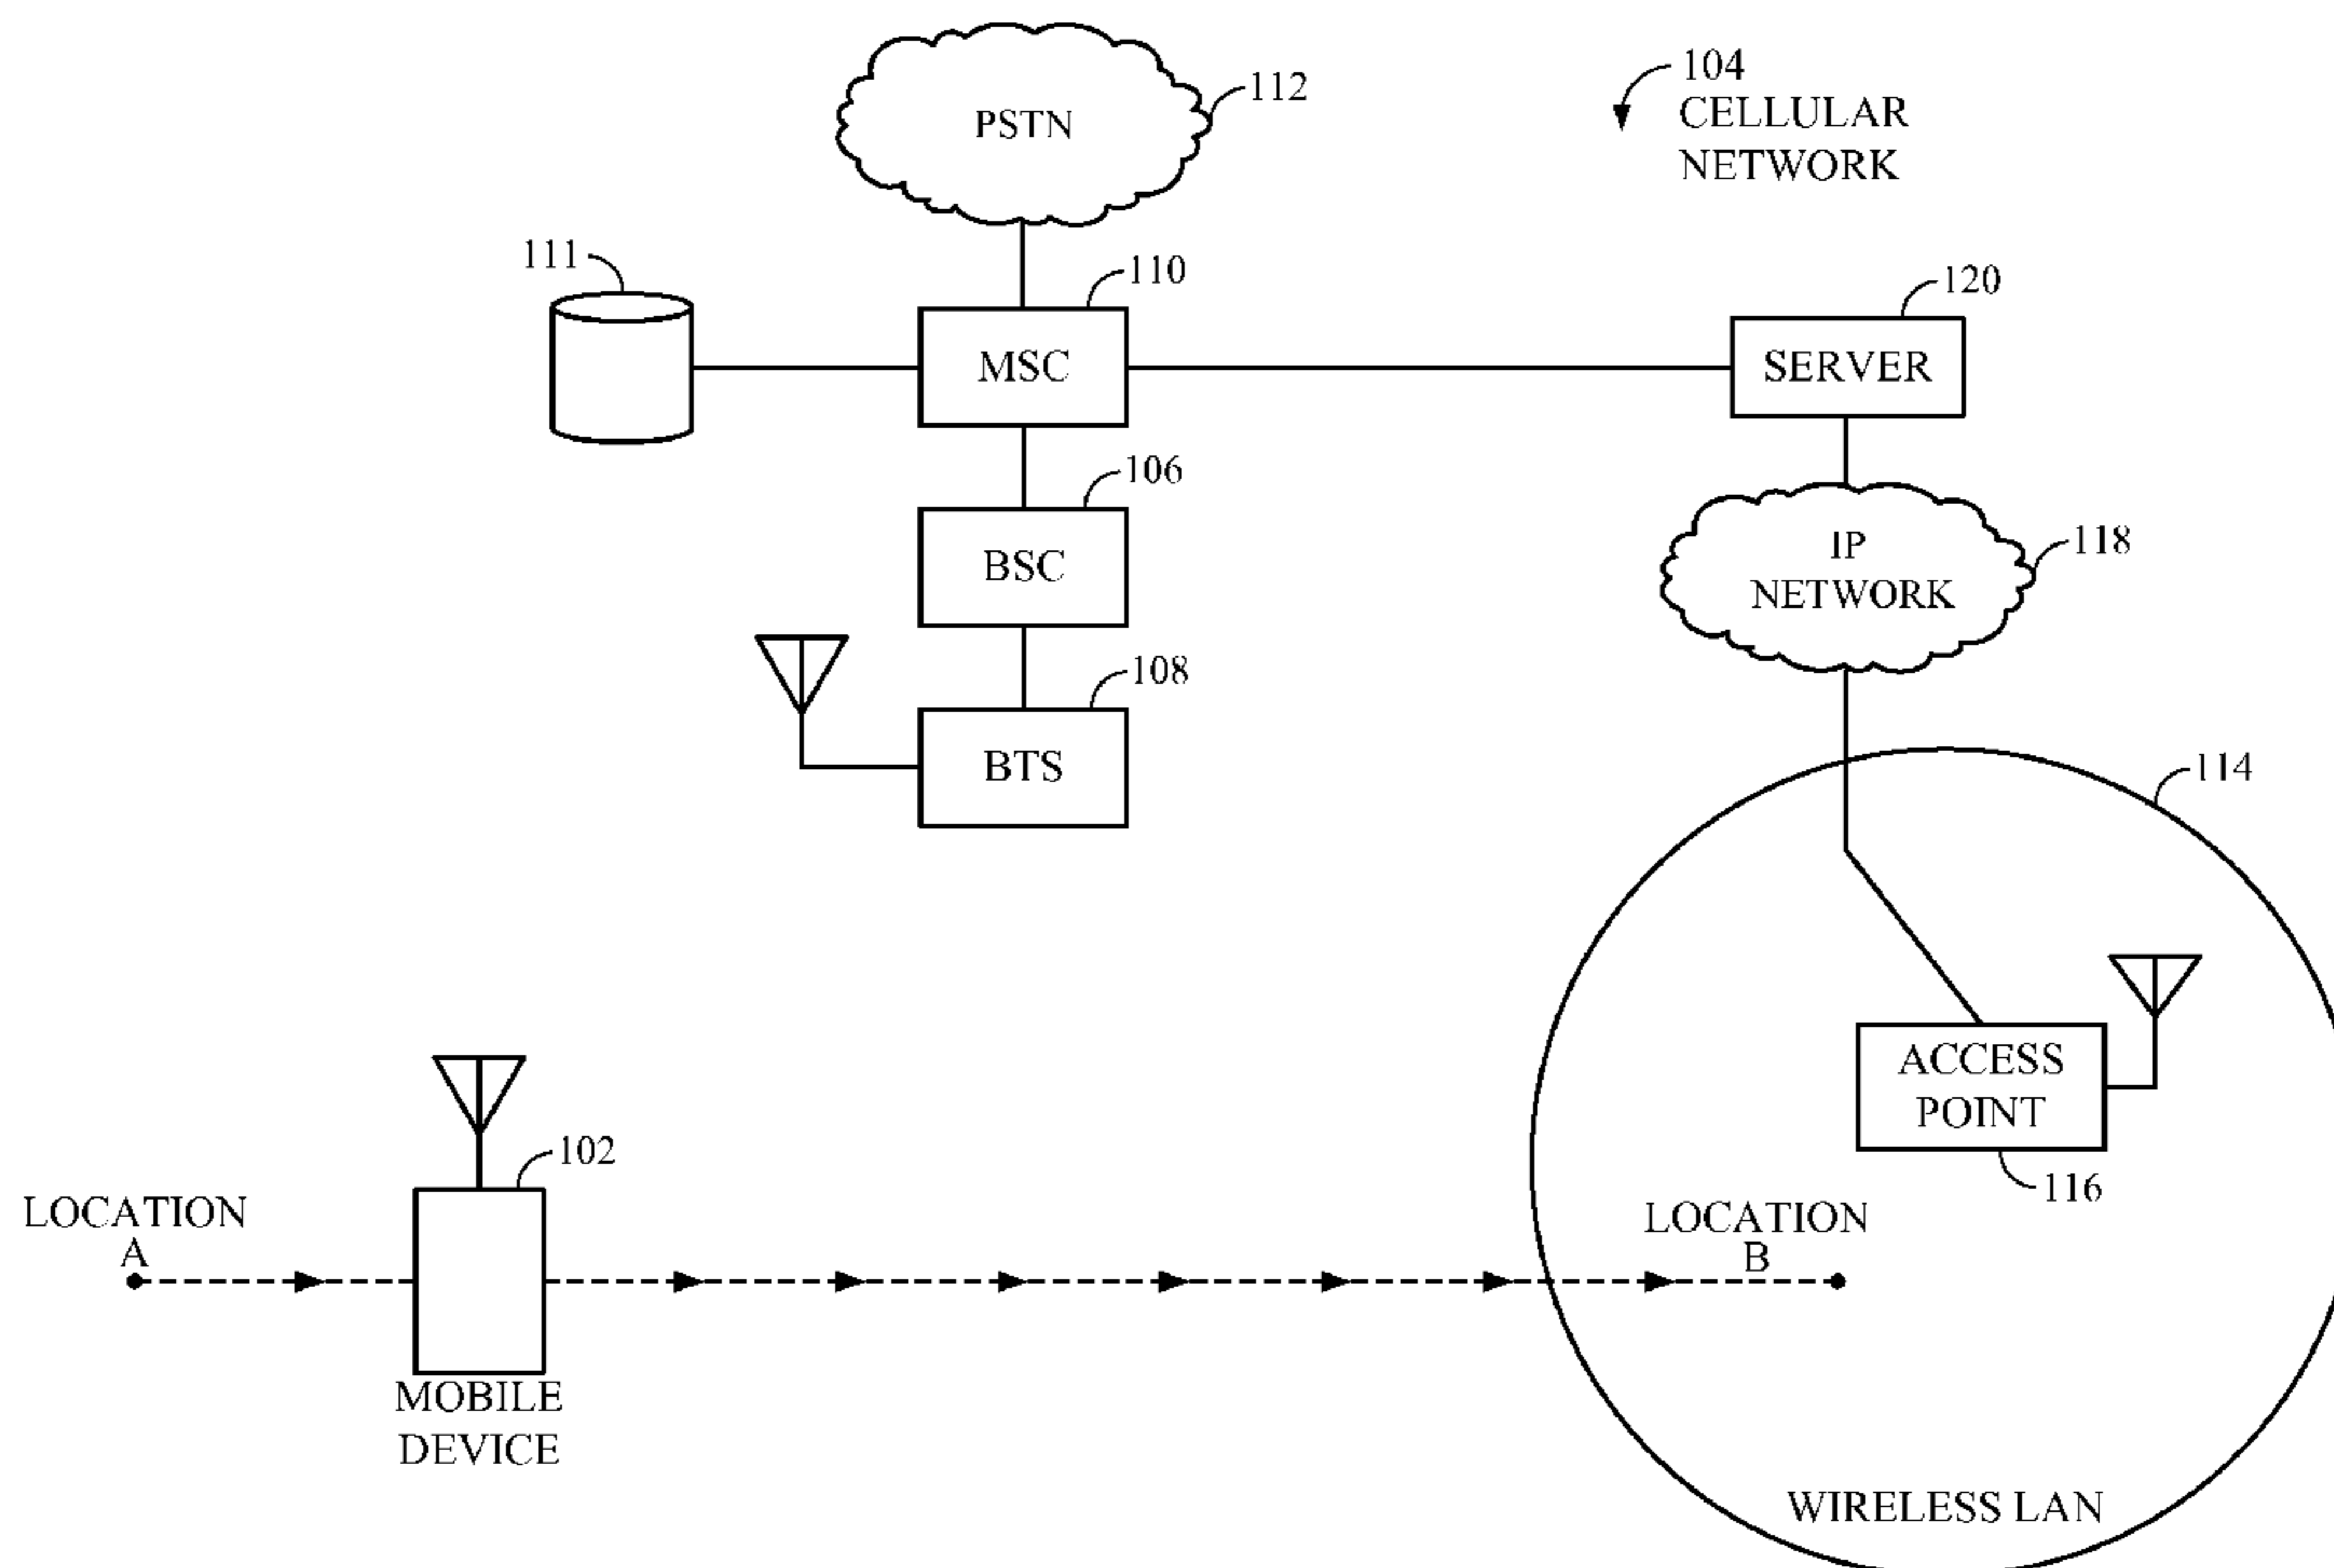 104
CELLULAR
NETWORK
112
PSTN
111
110
MSC
120
SERVER
106
BSC
118
IP
NETWORK
108
BTS
114
ACCESS
POINT
116
102
LOCATION
A
LOCATION
B
MOBILE
DEVICE
WIRELESS LAN